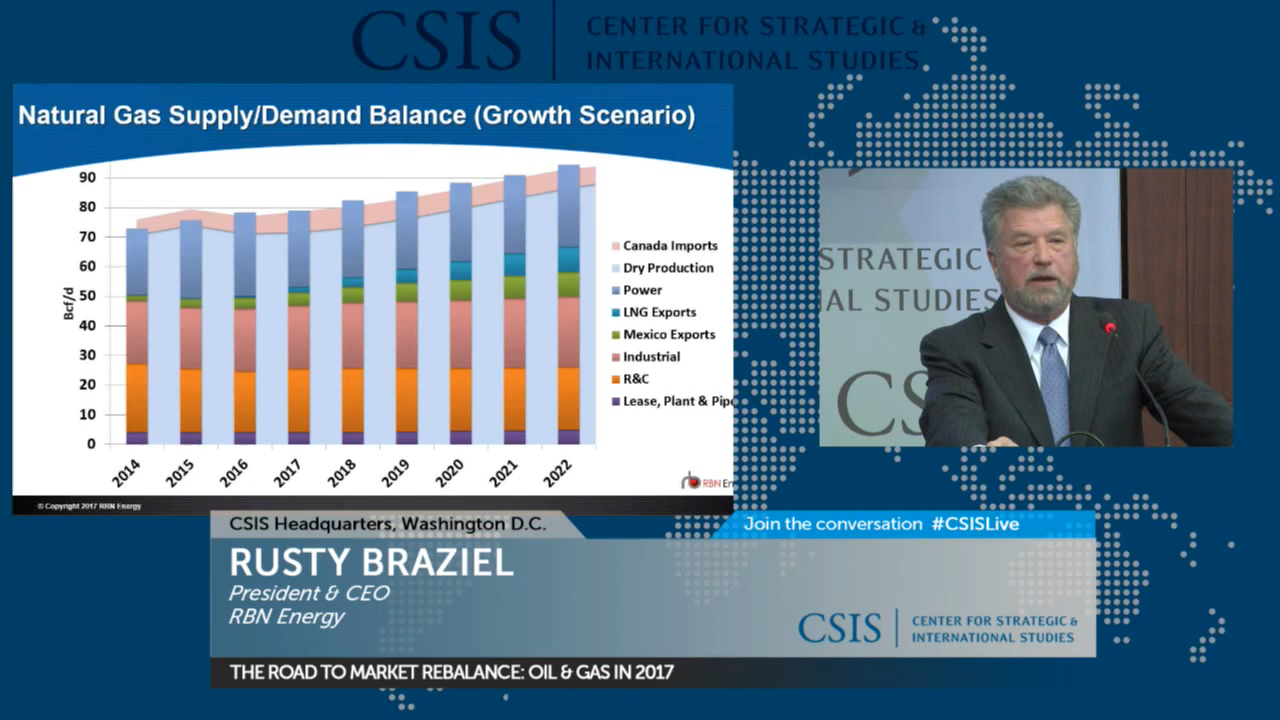 CSIS
CENTER FOR STRATEGIC &
INTERNATIONAL STUDIES
Natural Gas Supply/Demand Balance (Growth Scenario)
90
80
70
60
50
40
30
20
10
0
Bcf/d
2014
2015
2016
2017
2018
2019
2020
2021
2022
Canada Imports
Dry Production
Power
LNG Exports
Mexico Exports
Industrial
R&C
Lease, Plant & Pipe
RBN En
© Copyright 2017 RBN Energy
STRATEGIC
AL STUDIES
CS
CSIS Headquarters, Washington D.C.
Join the conversation #CSISLive
RUSTY BRAZIEL
President & CEO
RBN Energy
CSIS
CENTER FOR STRATEGIC &
INTERNATIONAL STUDIES
THE ROAD TO MARKET REBALANCE: OIL & GAS IN 2017